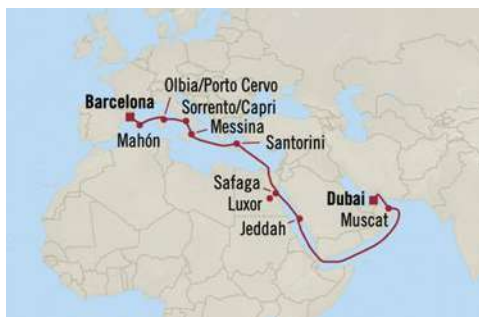 Olbia/Porto Cervo
Barcelona
Sorrento/Capri
Messina
Mahón
Santorini
Safaga
Luxor
Dubai
Muscat
Jeddah